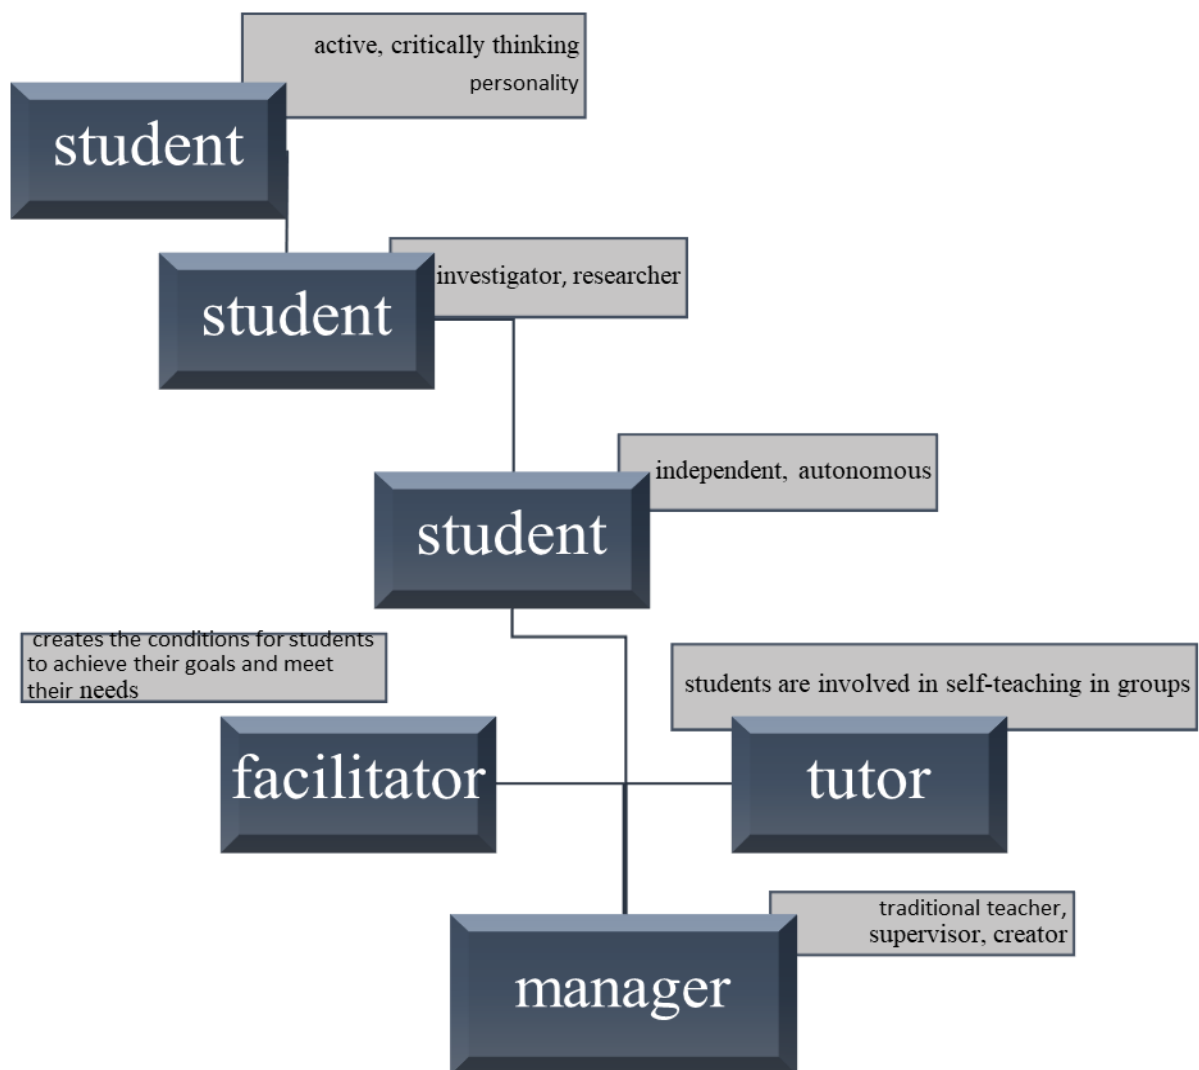 active, critically thinking
personality
student
investigator, researcher
student
independent, autonomous
student
creates the conditions for students
to achieve their goals and meet
their needs
students are involved in self-teaching in groups
facilitator
tutor
traditional teacher,
supervisor, creator
manager